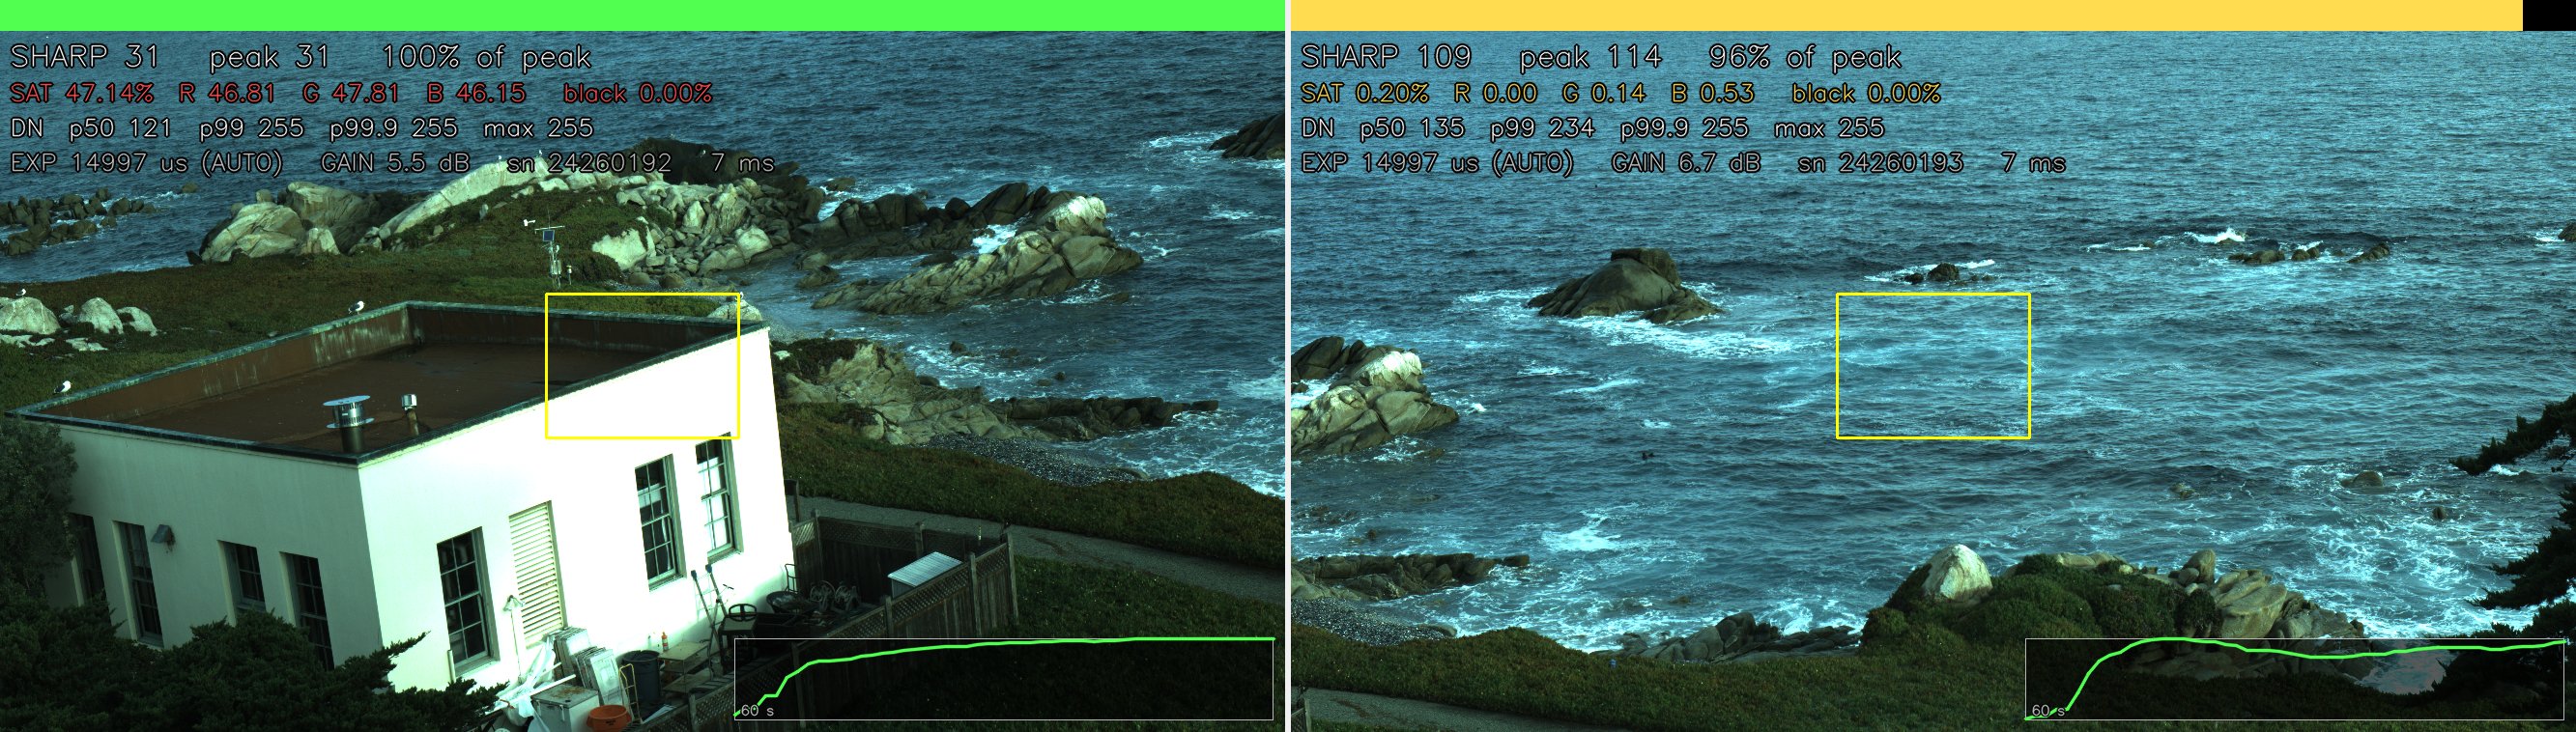 SHARP 31 peak 31 100% of peak
SAT 47.14% R 46.81 G 47.81 B 46.15 black 0.00%
DN p50 121 p99 255 p99.9 255 max 255
EXP 14997 us (AUTO) GAIN 5.5 dB sn 24260192 7 ms
60 s
SHARP 109 peak 114 96% of peak
SAT 0.20% R 0.00 G 0.14 B 0.53 black 0.00%
DN p50 135 p99 234 p99.9 255 max 255
EXP 14997 us (AUTO) GAIN 6.7 dB sn 24260193 7 ms
60 s